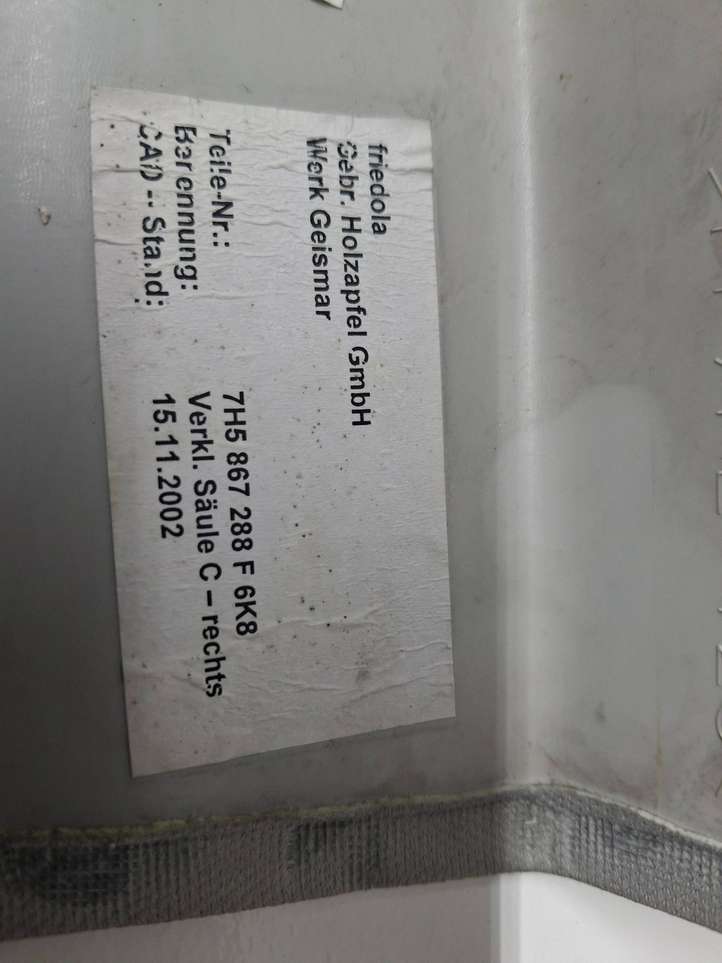 friedola
Gebr. Holzapfel GmbH
Werk Geismar
Teile-Nr.: 7H5 867 288 F 6K8
Benennung: Verkl. Säule C – rechts
CAD – Stand: 15.11.2002